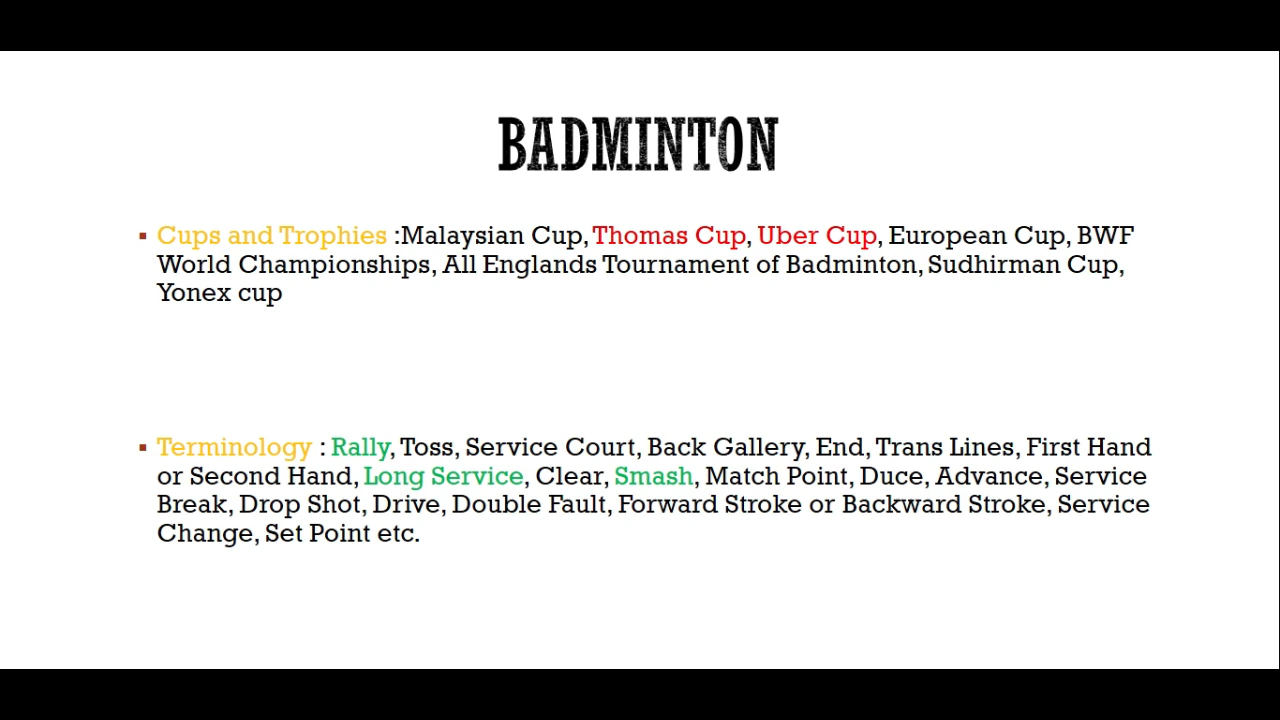 BADMINTON
▪ Cups and Trophies :Malaysian Cup, Thomas Cup, Uber Cup, European Cup, BWF
World Championships, All Englands Tournament of Badminton, Sudhirman Cup,
Yonex cup
▪ Terminology : Rally, Toss, Service Court, Back Gallery, End, Trans Lines, First Hand
or Second Hand, Long Service, Clear, Smash, Match Point, Duce, Advance, Service
Break, Drop Shot, Drive, Double Fault, Forward Stroke or Backward Stroke, Service
Change, Set Point etc.